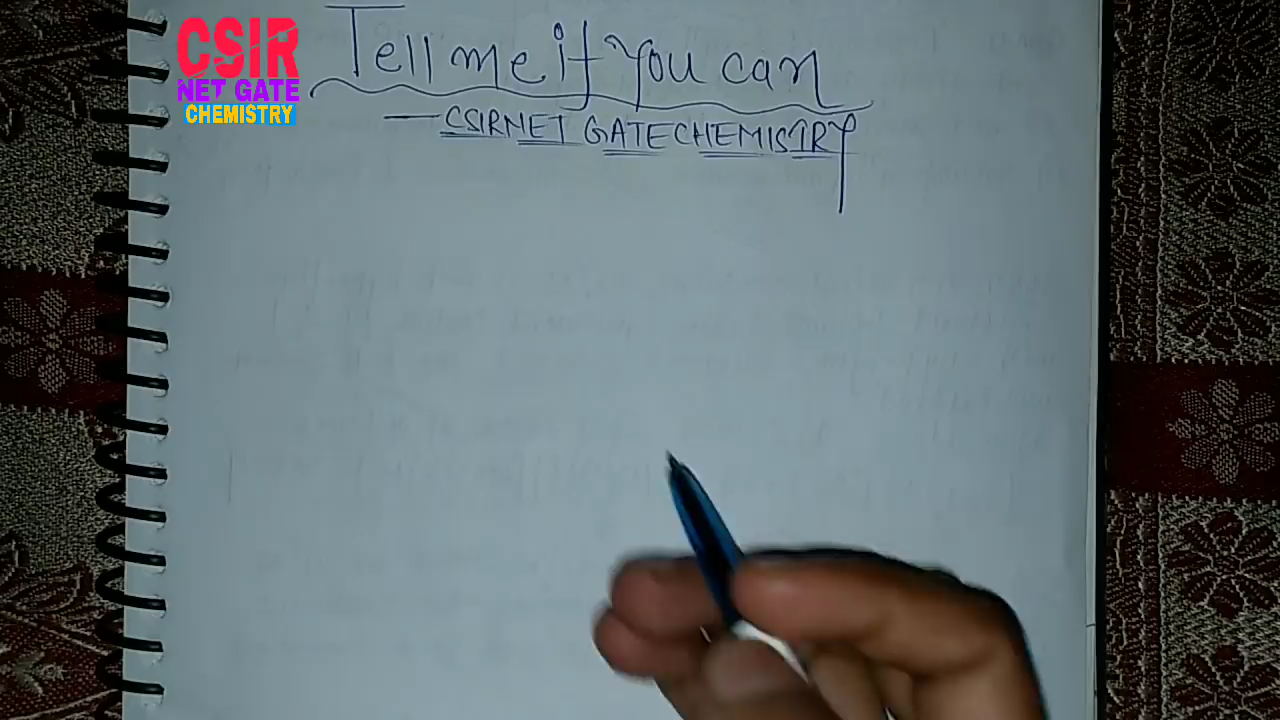 CSIR
NET GATE
CHEMISTRY
Tell me if you can
— CSIRNET GATECHEMISTRY